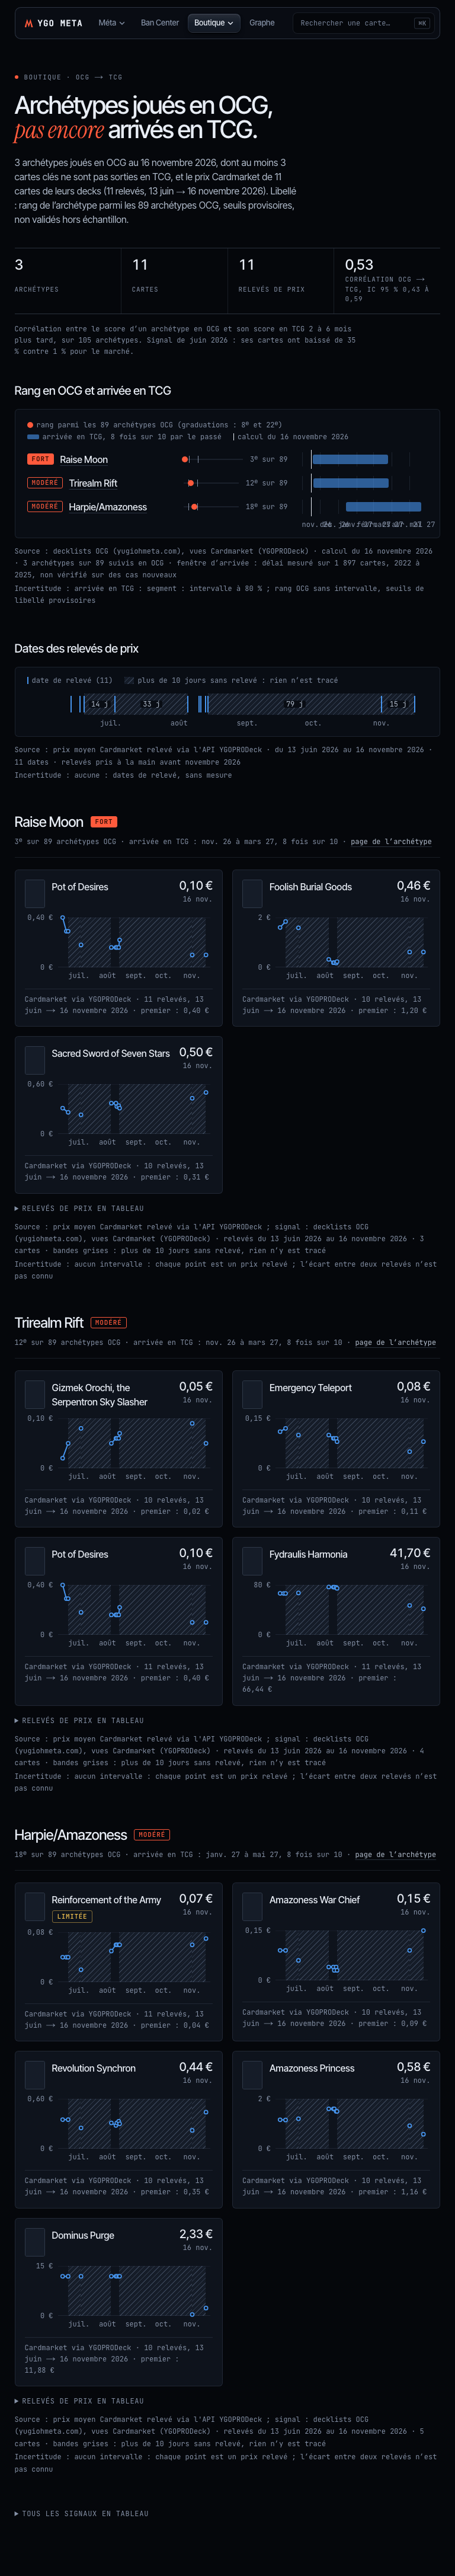 YGO META
Méta
Ban Center
Boutique
Graphe
Rechercher une carte…
⌘K
BOUTIQUE · OCG ⟶ TCG
Archétypes joués en OCG,
pas encore arrivés en TCG.
3 archétypes joués en OCG au 16 novembre 2026, dont au moins 3
cartes clés ne sont pas sorties en TCG, et le prix Cardmarket de 11
cartes de leurs decks (11 relevés, 13 juin → 16 novembre 2026). Libellé
: rang de l’archétype parmi les 89 archétypes OCG, seuils provisoires,
non validés hors échantillon.
3
ARCHÉTYPES
11
CARTES
11
RELEVÉS DE PRIX
0,53
CORRÉLATION OCG ⟶
TCG, IC 95 % 0,43 À
0,59
Corrélation entre le score d’un archétype en OCG et son score en TCG 2 à 6 mois
plus tard, sur 105 archétypes. Signal de juin 2026 : ses cartes ont baissé de 35
% contre 1 % pour le marché.
Rang en OCG et arrivée en TCG
rang parmi les 89 archétypes OCG (graduations : 8ᵉ et 22ᵉ)
arrivée en TCG, 8 fois sur 10 par le passé
calcul du 16 novembre 2026
FORT Raise Moon 3ᵉ sur 89
MODÉRÉ Trirealm Rift 12ᵉ sur 89
MODÉRÉ Harpie/Amazoness 18ᵉ sur 89
Source : decklists OCG (yugiohmeta.com), vues Cardmarket (YGOPRODeck) · calcul du 16 novembre 2026
· 3 archétypes sur 89 suivis en OCG · fenêtre d’arrivée : délai mesuré sur 1 897 cartes, 2022 à
2025, non vérifié sur des cas nouveaux
Incertitude : arrivée en TCG : segment : intervalle à 80 % ; rang OCG sans intervalle, seuils de
libellé provisoires
Dates des relevés de prix
date de relevé (11)
plus de 10 jours sans relevé : rien n’est tracé
14 j
33 j
79 j
15 j
juil.
août
sept.
oct.
nov.
Source : prix moyen Cardmarket relevé via l'API YGOPRODeck · du 13 juin 2026 au 16 novembre 2026 ·
11 dates · relevés pris à la main avant novembre 2026
Incertitude : aucune : dates de relevé, sans mesure
Raise Moon FORT
3ᵉ sur 89 archétypes OCG · arrivée en TCG : nov. 26 à mars 27, 8 fois sur 10 · page de l’archétype
Pot of Desires
0,10 €
16 nov.
0,40 €
0 €
juil. août sept. oct. nov.
Cardmarket via YGOPRODeck · 11 relevés, 13
juin ⟶ 16 novembre 2026 · premier : 0,40 €
Foolish Burial Goods
0,46 €
16 nov.
2 €
0 €
juil. août sept. oct. nov.
Cardmarket via YGOPRODeck · 10 relevés, 13
juin ⟶ 16 novembre 2026 · premier : 1,20 €
Sacred Sword of Seven Stars
0,50 €
16 nov.
0,60 €
0 €
juil. août sept. oct. nov.
Cardmarket via YGOPRODeck · 10 relevés, 13
juin ⟶ 16 novembre 2026 · premier : 0,31 €
▶ RELEVÉS DE PRIX EN TABLEAU
Source : prix moyen Cardmarket relevé via l'API YGOPRODeck ; signal : decklists OCG
(yugiohmeta.com), vues Cardmarket (YGOPRODeck) · relevés du 13 juin 2026 au 16 novembre 2026 · 3
cartes · bandes grises : plus de 10 jours sans relevé, rien n’y est tracé
Incertitude : aucun intervalle : chaque point est un prix relevé ; l’écart entre deux relevés n’est
pas connu
Trirealm Rift MODÉRÉ
12ᵉ sur 89 archétypes OCG · arrivée en TCG : nov. 26 à mars 27, 8 fois sur 10 · page de l’archétype
Gizmek Orochi, the
Serpentron Sky Slasher
0,05 €
16 nov.
0,10 €
0 €
juil. août sept. oct. nov.
Cardmarket via YGOPRODeck · 10 relevés, 13
juin ⟶ 16 novembre 2026 · premier : 0,02 €
Emergency Teleport
0,08 €
16 nov.
0,15 €
0 €
juil. août sept. oct. nov.
Cardmarket via YGOPRODeck · 10 relevés, 13
juin ⟶ 16 novembre 2026 · premier : 0,11 €
Pot of Desires
0,10 €
16 nov.
0,40 €
0 €
juil. août sept. oct. nov.
Cardmarket via YGOPRODeck · 11 relevés, 13
juin ⟶ 16 novembre 2026 · premier : 0,40 €
Fydraulis Harmonia
41,70 €
16 nov.
80 €
0 €
juil. août sept. oct. nov.
Cardmarket via YGOPRODeck · 11 relevés, 13
juin ⟶ 16 novembre 2026 · premier :
66,44 €
▶ RELEVÉS DE PRIX EN TABLEAU
Source : prix moyen Cardmarket relevé via l'API YGOPRODeck ; signal : decklists OCG
(yugiohmeta.com), vues Cardmarket (YGOPRODeck) · relevés du 13 juin 2026 au 16 novembre 2026 · 4
cartes · bandes grises : plus de 10 jours sans relevé, rien n’y est tracé
Incertitude : aucun intervalle : chaque point est un prix relevé ; l’écart entre deux relevés n’est
pas connu
Harpie/Amazoness MODÉRÉ
18ᵉ sur 89 archétypes OCG · arrivée en TCG : janv. 27 à mai 27, 8 fois sur 10 · page de l’archétype
Reinforcement of the Army
LIMITÉE
0,07 €
16 nov.
0,08 €
0 €
juil. août sept. oct. nov.
Cardmarket via YGOPRODeck · 11 relevés, 13
juin ⟶ 16 novembre 2026 · premier : 0,04 €
Amazoness War Chief
0,15 €
16 nov.
0,15 €
0 €
juil. août sept. oct. nov.
Cardmarket via YGOPRODeck · 10 relevés, 13
juin ⟶ 16 novembre 2026 · premier : 0,09 €
Revolution Synchron
0,44 €
16 nov.
0,60 €
0 €
juil. août sept. oct. nov.
Cardmarket via YGOPRODeck · 10 relevés, 13
juin ⟶ 16 novembre 2026 · premier : 0,35 €
Amazoness Princess
0,58 €
16 nov.
2 €
0 €
juil. août sept. oct. nov.
Cardmarket via YGOPRODeck · 10 relevés, 13
juin ⟶ 16 novembre 2026 · premier : 1,16 €
Dominus Purge
2,33 €
16 nov.
15 €
0 €
juil. août sept. oct. nov.
Cardmarket via YGOPRODeck · 10 relevés, 13
juin ⟶ 16 novembre 2026 · premier :
11,88 €
▶ RELEVÉS DE PRIX EN TABLEAU
Source : prix moyen Cardmarket relevé via l'API YGOPRODeck ; signal : decklists OCG
(yugiohmeta.com), vues Cardmarket (YGOPRODeck) · relevés du 13 juin 2026 au 16 novembre 2026 · 5
cartes · bandes grises : plus de 10 jours sans relevé, rien n’y est tracé
Incertitude : aucun intervalle : chaque point est un prix relevé ; l’écart entre deux relevés n’est
pas connu
▶ TOUS LES SIGNAUX EN TABLEAU